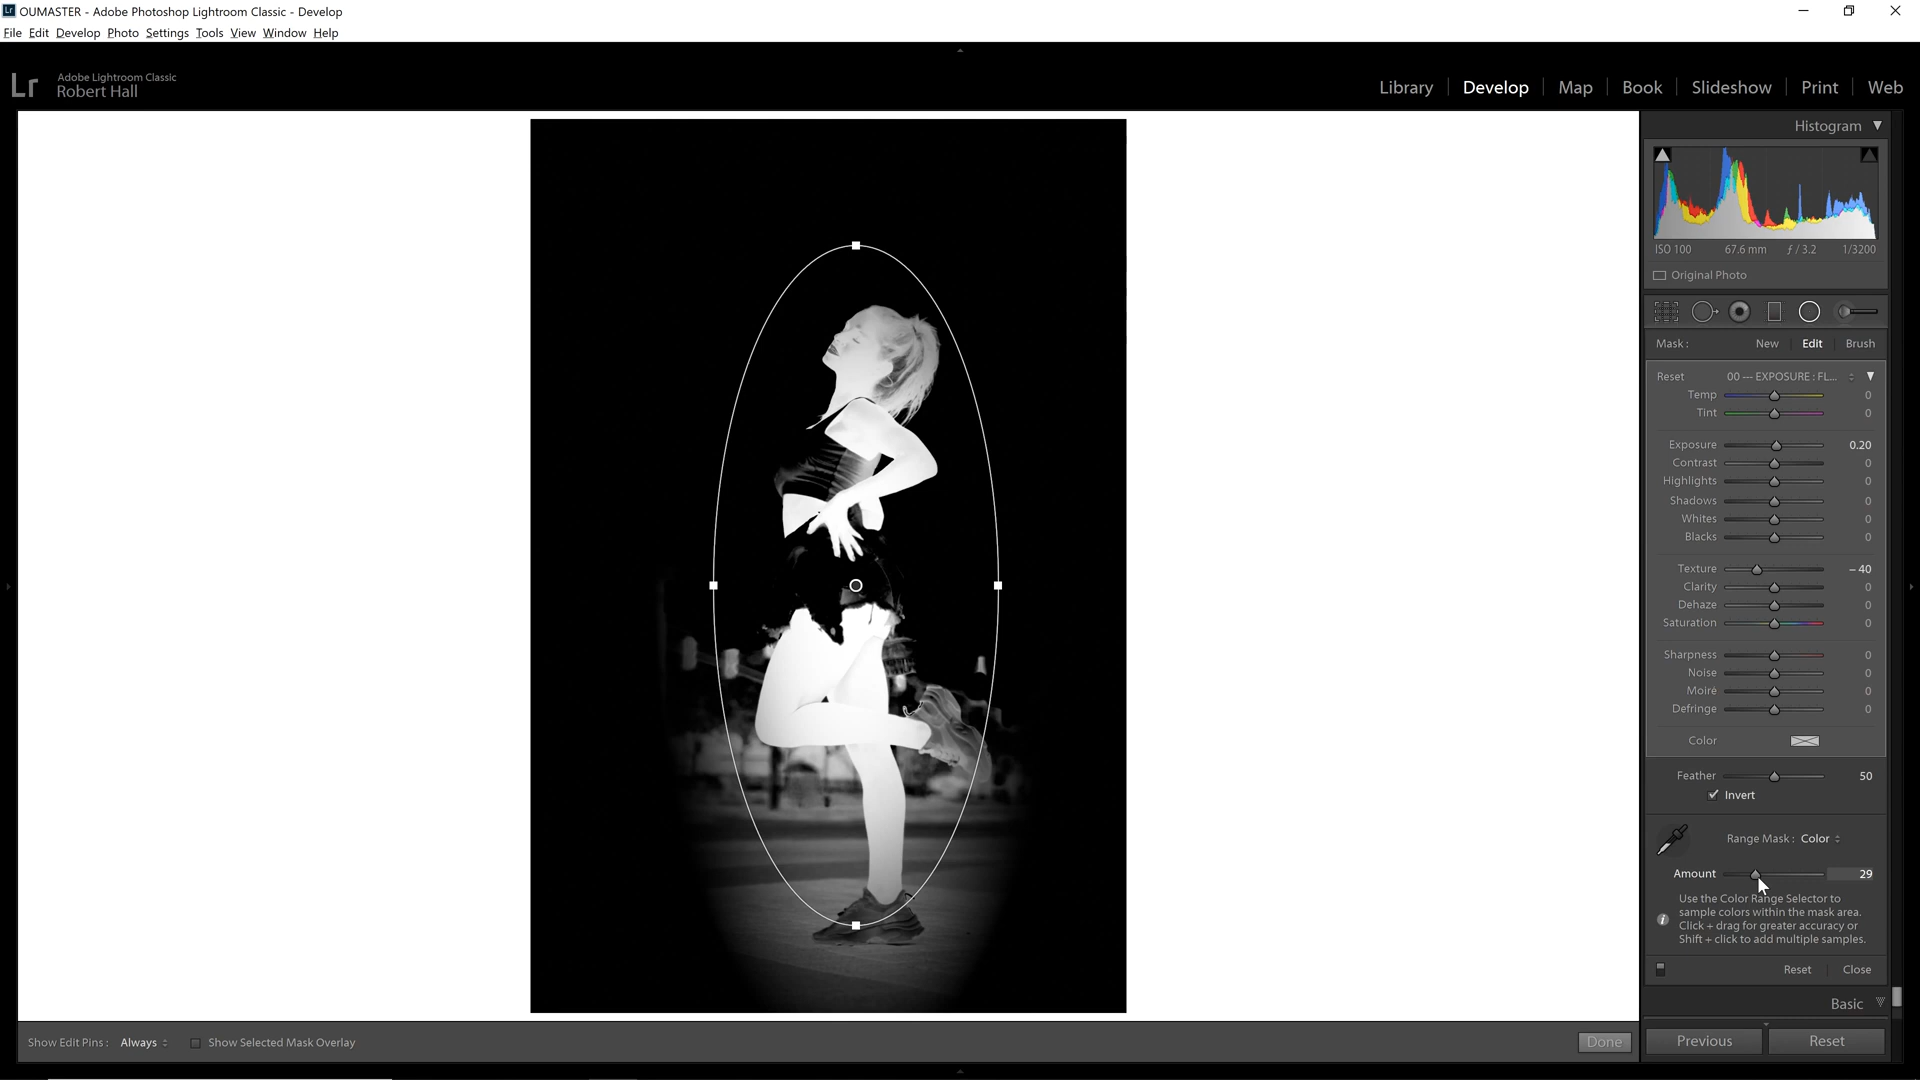 OUMASTER - Adobe Photoshop Lightroom Classic - Develop
File Edit Develop Photo Settings Tools View Window Help
Lr
Adobe Lightroom Classic
Robert Hall
Library Develop Map Book Slideshow Print Web
Histogram
ISO 100 67.6 mm ƒ / 3.2 1/3200
Original Photo
Mask : New Edit Brush
Reset 00 --- EXPOSURE : FL...
Temp 0
Tint 0
Exposure 0.20
Contrast 0
Highlights 0
Shadows 0
Whites 0
Blacks 0
Texture – 40
Clarity 0
Dehaze 0
Saturation 0
Sharpness 0
Noise 0
Moiré 0
Defringe 0
Color
Feather 50
Invert
Range Mask : Color
Amount 29
Use the Color Range Selector to
sample colors within the mask area.
Click + drag for greater accuracy or
Shift + click to add multiple samples.
Reset Close
Basic
Show Edit Pins : Always Show Selected Mask Overlay Done
Previous Reset